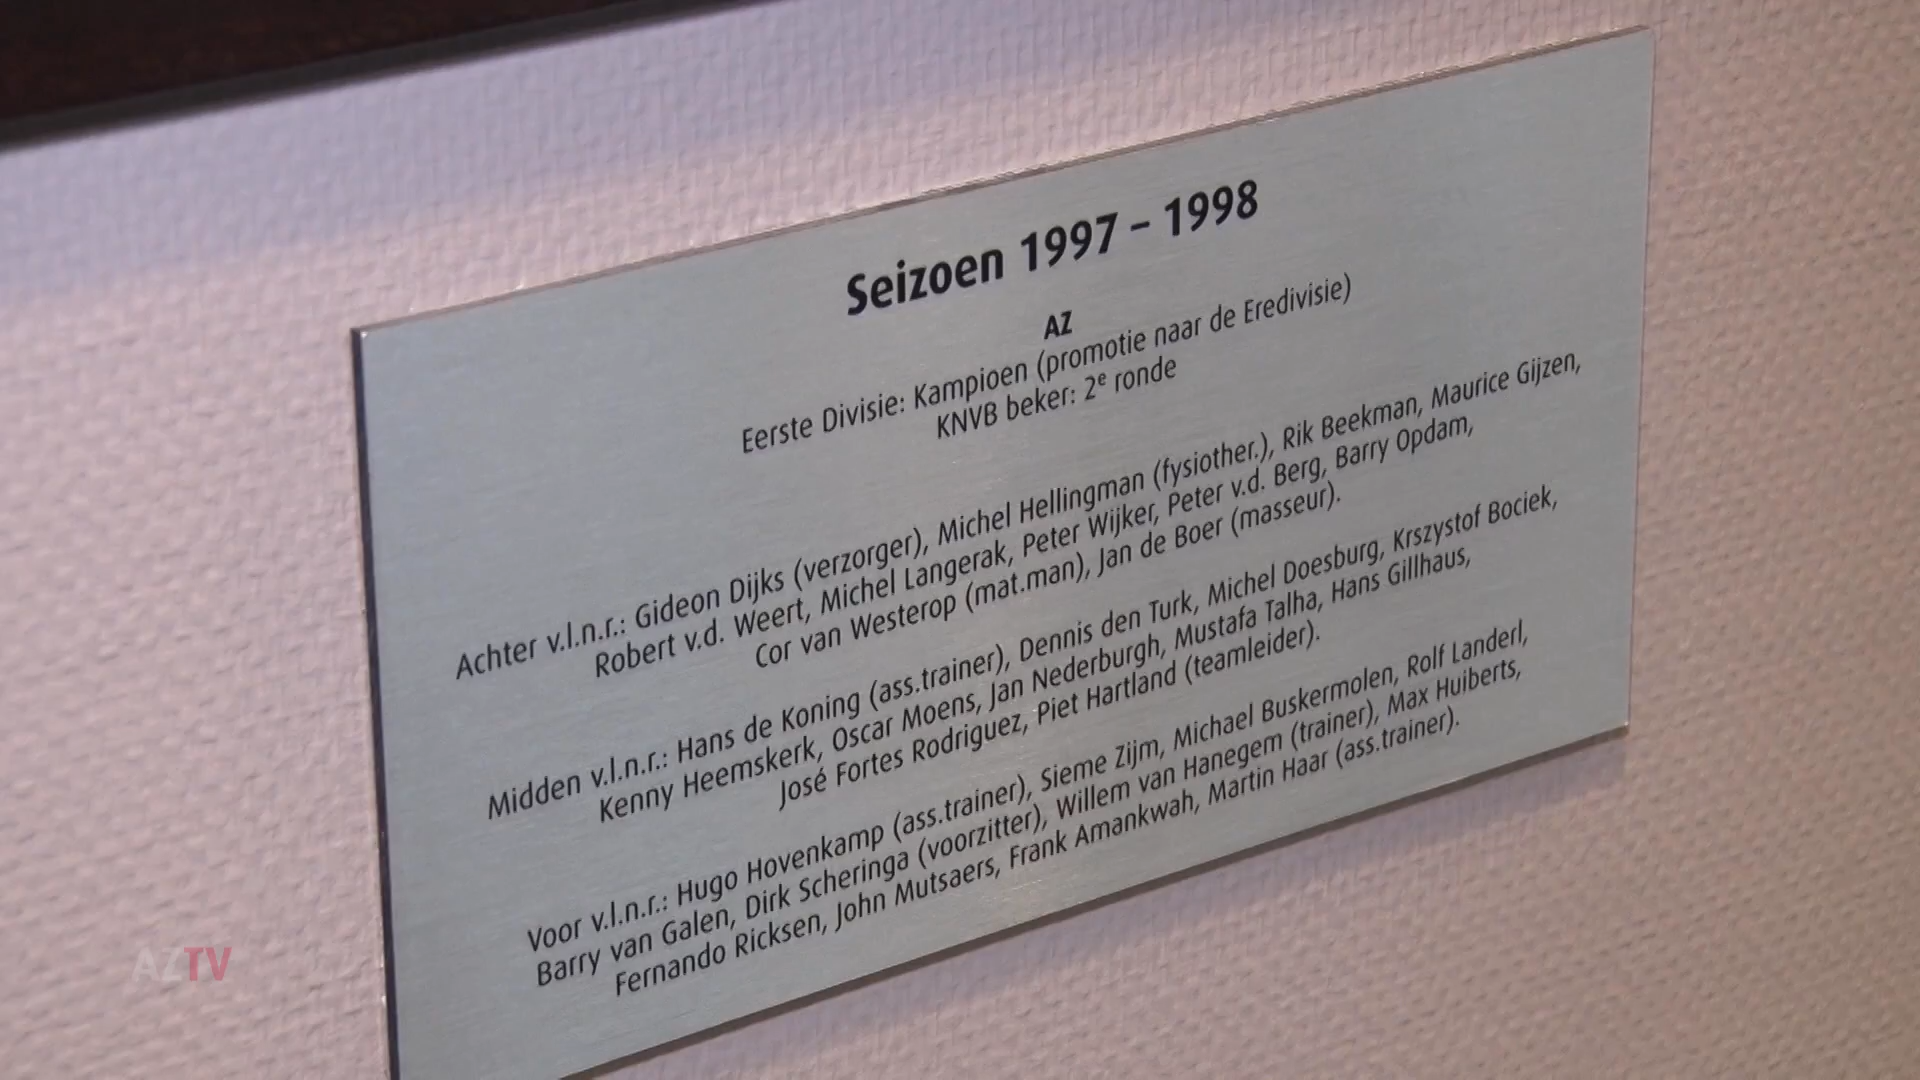 Seizoen 1997 – 1998
AZ
Eerste Divisie: Kampioen (promotie naar de Eredivisie)
KNVB beker: 2e ronde
Achter v.l.n.r.: Gideon Dijks (verzorger), Michel Hellingman (fysiother.), Rik Beekman, Maurice Gijzen,
Robert v.d. Weert, Michel Langerak, Peter Wijker, Peter v.d. Berg, Barry Opdam,
Cor van Westerop (mat.man), Jan de Boer (masseur).
Midden v.l.n.r.: Hans de Koning (ass.trainer), Dennis den Turk, Michel Doesburg, Krszystof Bociek,
Kenny Heemskerk, Oscar Moens, Jan Nederburgh, Mustafa Talha, Hans Gillhaus,
José Fortes Rodriguez, Piet Hartland (teamleider).
Voor v.l.n.r.: Hugo Hovenkamp (ass.trainer), Sieme Zijm, Michael Buskermolen, Rolf Landerl,
Barry van Galen, Dirk Scheringa (voorzitter), Willem van Hanegem (trainer), Max Huiberts,
Fernando Ricksen, John Mutsaers, Frank Amankwah, Martin Haar (ass.trainer).
AZTV